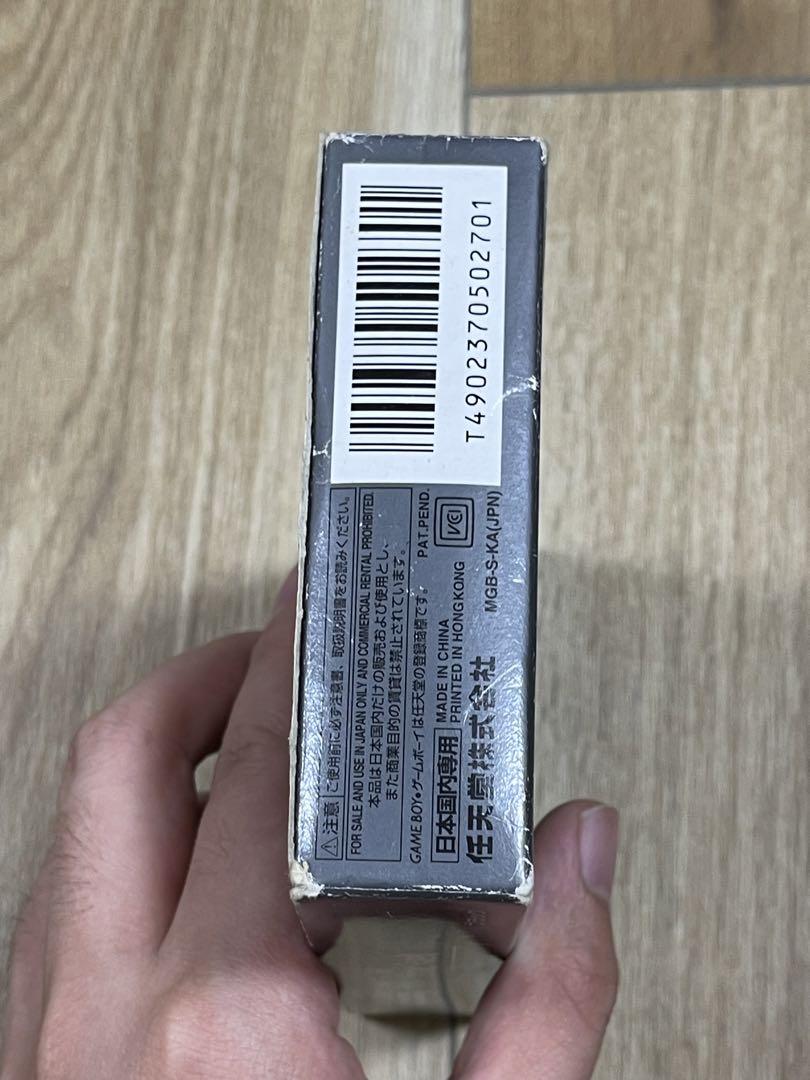 T4902370502701
⚠注意 ご使用前に必ず注意書、取扱説明書をお読みください。
FOR SALE AND USE IN JAPAN ONLY AND COMMERCIAL RENTAL PROHIBITED.
本品は日本国内だけの販売および使用とし、
また商業目的の賃貸は禁止されています。
GAME BOY・ゲームボーイは任天堂の登録商標です。
PAT.PEND.
日本国内専用
MADE IN CHINA
PRINTED IN HONG KONG
VCI
任天堂株式会社
MGB-S-KA(JPN)